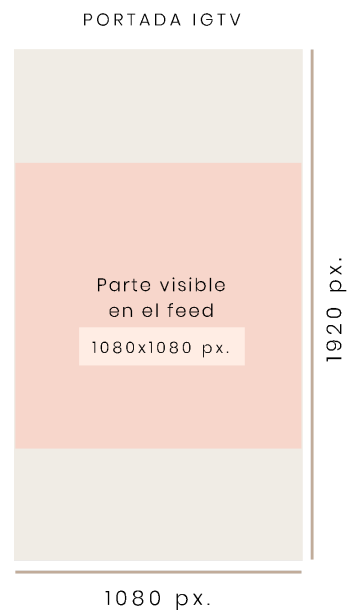 PORTADA IGTV
Parte visible
en el feed
1080x1080 px.
1920 px.
1080 px.